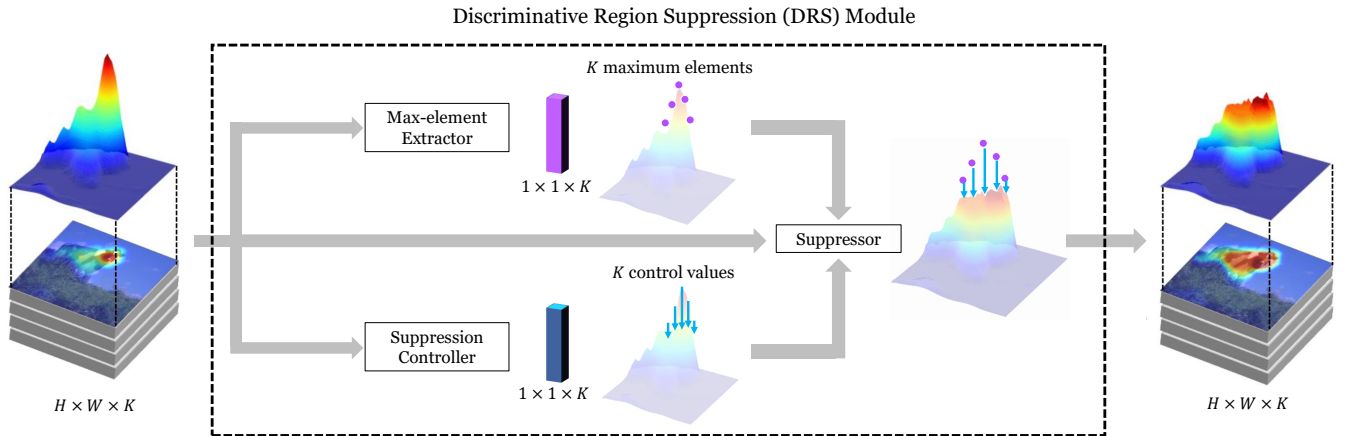 Discriminative Region Suppression (DRS) Module
K maximum elements
Max-element
Extractor
1 × 1 × K
Suppressor
K control values
Suppression
Controller
1 × 1 × K
H × W × K
H × W × K